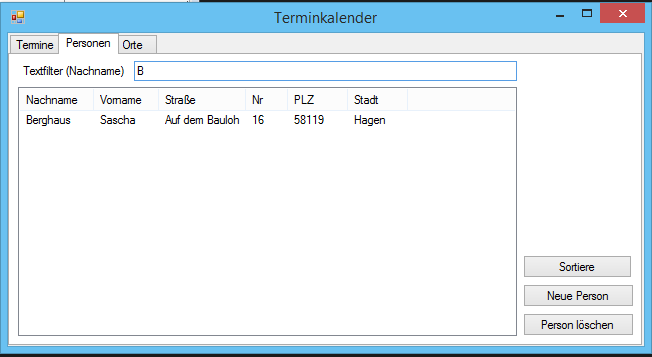 Terminkalender
Termine Personen Orte
Textfilter (Nachname) B
Nachname Vorname Straße Nr PLZ Stadt
Berghaus Sascha Auf dem Bauloh 16 58119 Hagen
Sortiere
Neue Person
Person löschen